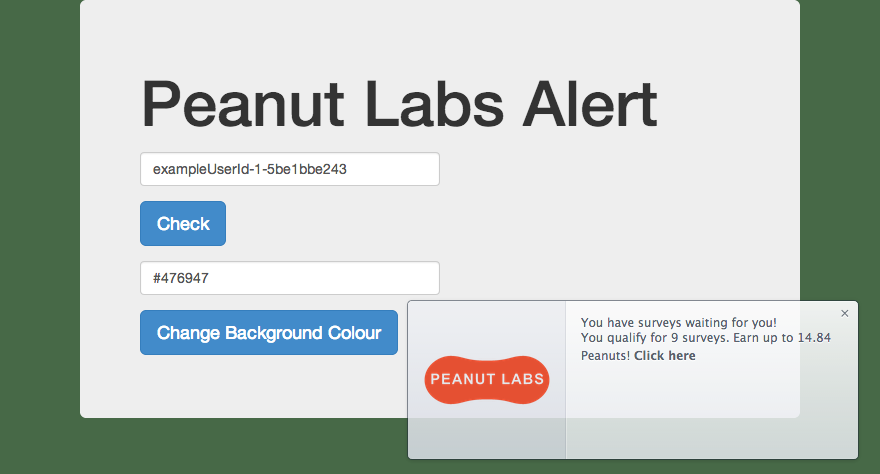 Peanut Labs Alert
exampleUserId-1-5be1bbe243
Check
#476947
Change Background Colour
PEANUT LABS
×
You have surveys waiting for you!
You qualify for 9 surveys. Earn up to 14.84
Peanuts! Click here